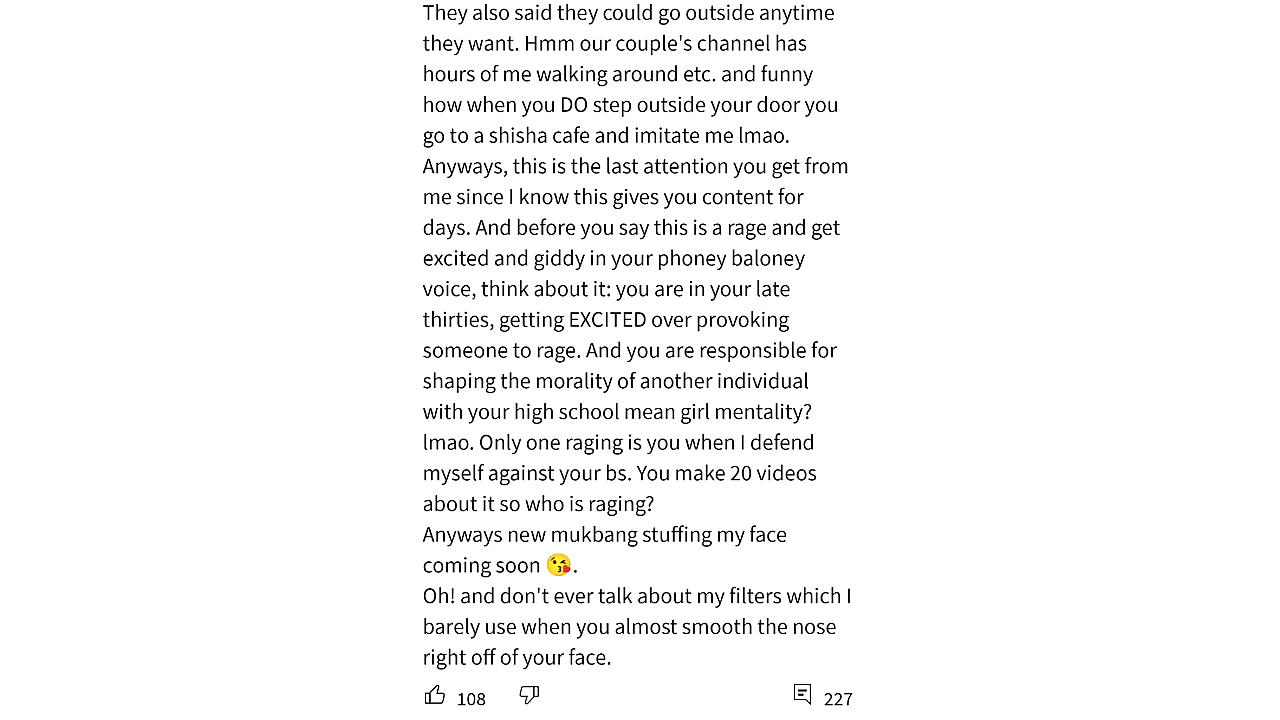 They also said they could go outside anytime
they want. Hmm our couple's channel has
hours of me walking around etc. and funny
how when you DO step outside your door you
go to a shisha cafe and imitate me lmao.
Anyways, this is the last attention you get from
me since I know this gives you content for
days. And before you say this is a rage and get
excited and giddy in your phoney baloney
voice, think about it: you are in your late
thirties, getting EXCITED over provoking
someone to rage. And you are responsible for
shaping the morality of another individual
with your high school mean girl mentality?
lmao. Only one raging is you when I defend
myself against your bs. You make 20 videos
about it so who is raging?
Anyways new mukbang stuffing my face
coming soon 😘.
Oh! and don't ever talk about my filters which I
barely use when you almost smooth the nose
right off of your face.
108 227